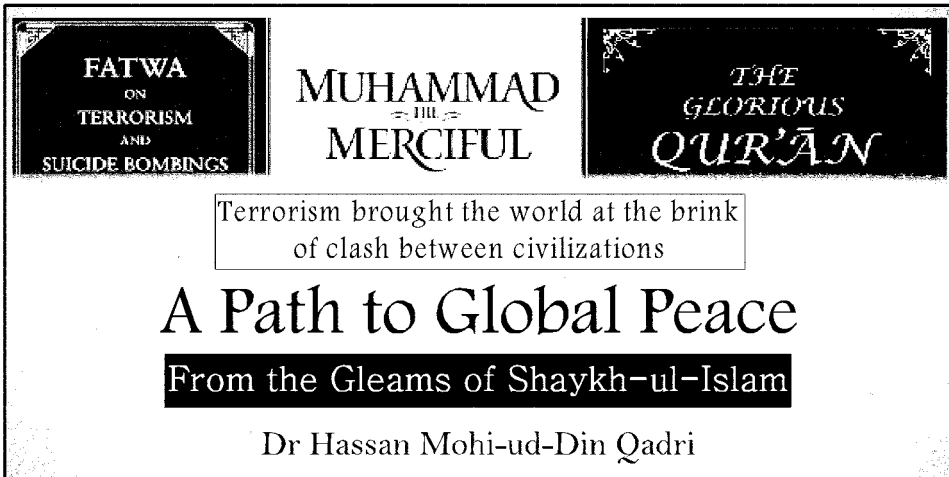 FATWA
ON
TERRORISM
AND
SUICIDE BOMBINGS
MUHAMMAD
THE
MERCIFUL
THE
GLORIOUS
QUR'ĀN
Terrorism brought the world at the brink
of clash between civilizations
A Path to Global Peace
From the Gleams of Shaykh-ul-Islam
Dr Hassan Mohi-ud-Din Qadri